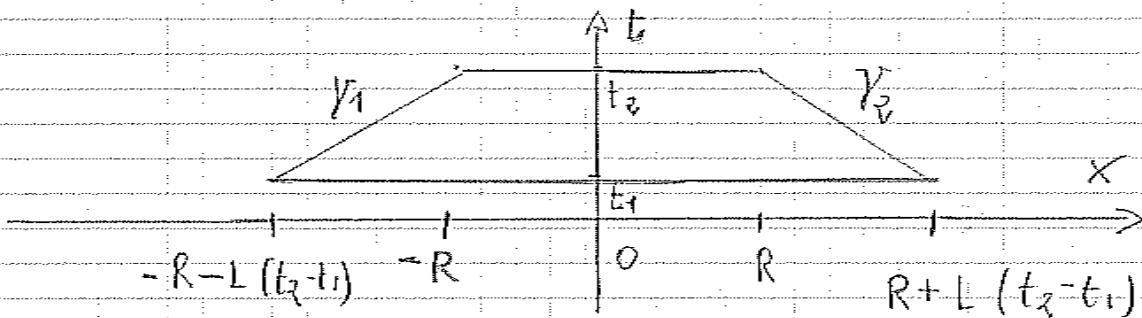 t
γ1 t2 γ2
t1 X
-R-L(t2-t1) -R 0 R R+L(t2-t1)